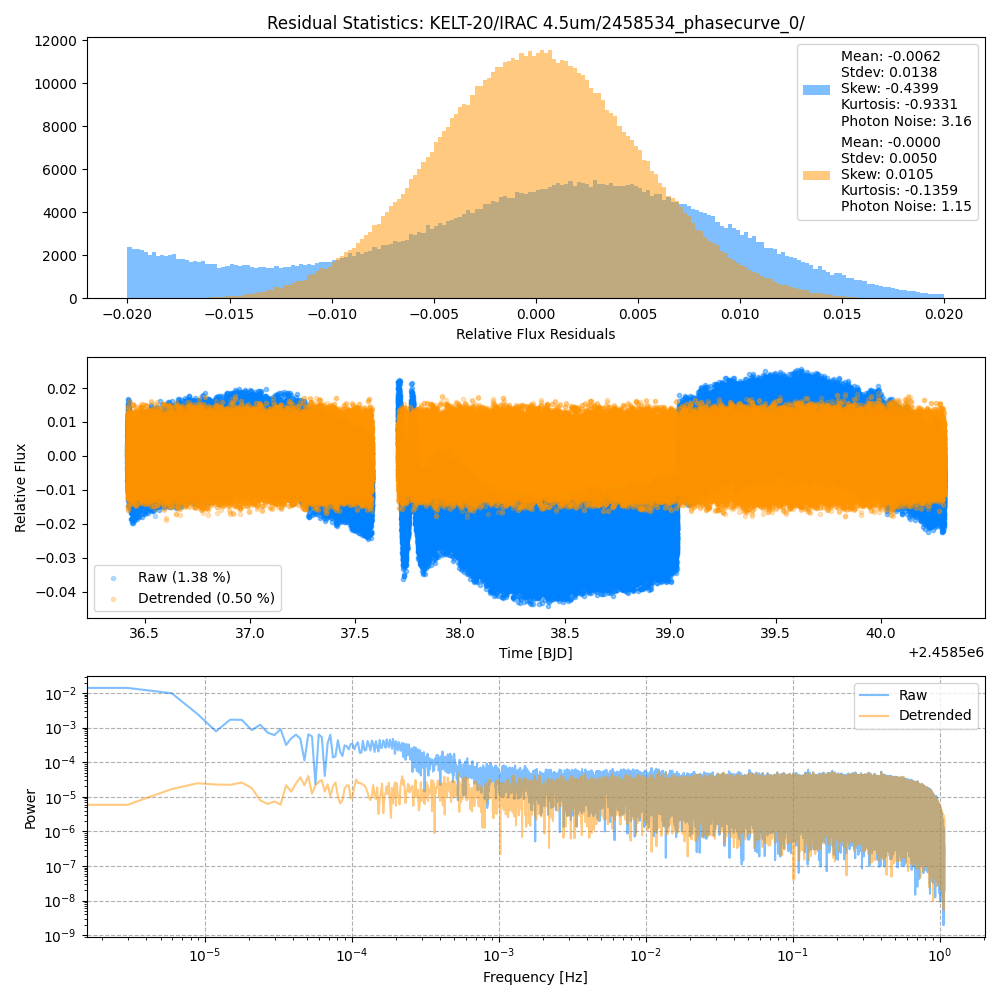 Residual Statistics: KELT-20/IRAC 4.5um/2458534_phasecurve_0/
12000
10000
8000
6000
4000
2000
0
Mean: -0.0062
Stdev: 0.0138
Skew: -0.4399
Kurtosis: -0.9331
Photon Noise: 3.16
Mean: -0.0000
Stdev: 0.0050
Skew: 0.0105
Kurtosis: -0.1359
Photon Noise: 1.15
−0.020 −0.015 −0.010 −0.005 0.000 0.005 0.010 0.015 0.020
Relative Flux Residuals
Relative Flux
0.02
0.01
0.00
−0.01
−0.02
−0.03
−0.04
Raw (1.38 %)
Detrended (0.50 %)
36.5 37.0 37.5 38.0 38.5 39.0 39.5 40.0
Time [BJD]
+2.4585e6
Power
10⁻²
10⁻³
10⁻⁴
10⁻⁵
10⁻⁶
10⁻⁷
10⁻⁸
10⁻⁹
Raw
Detrended
10⁻⁵ 10⁻⁴ 10⁻³ 10⁻² 10⁻¹ 10⁰
Frequency [Hz]